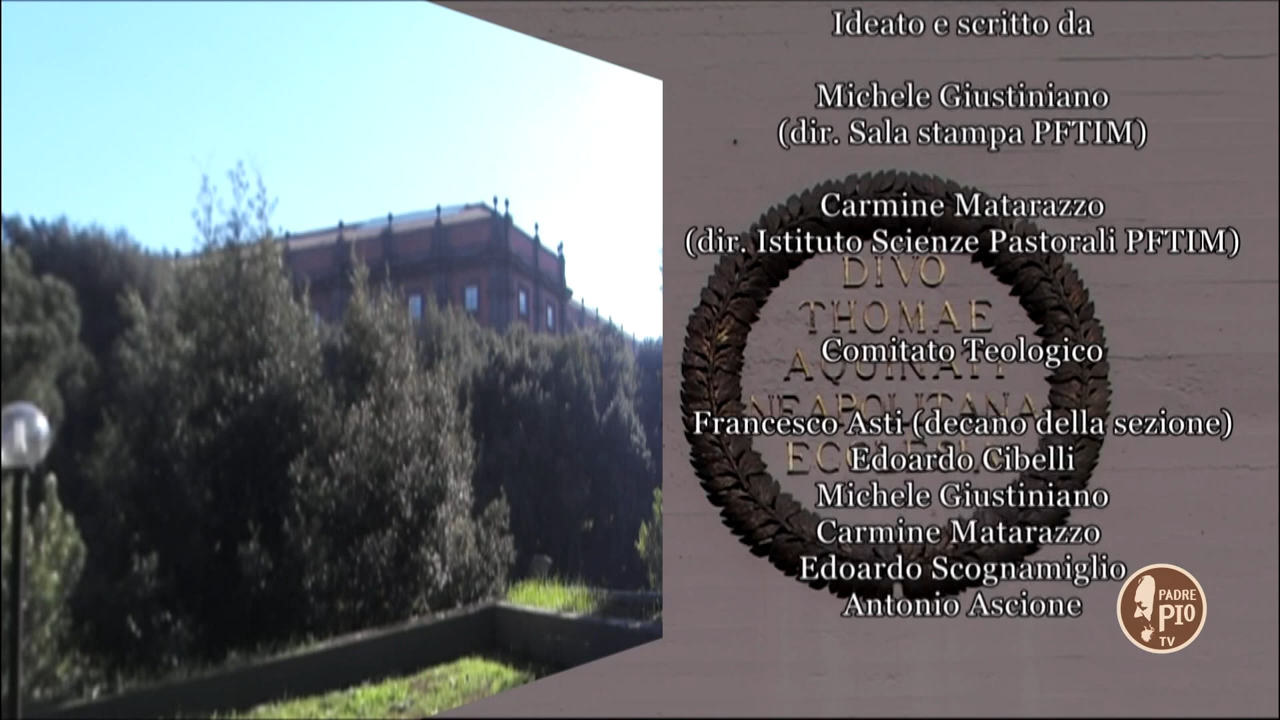 Ideato e scritto da
Michele Giustiniano
(dir. Sala stampa PFTIM)
Carmine Matarazzo
(dir. Istituto Scienze Pastorali PFTIM)
DIVO
THOMAE
Comitato Teologico
NEAPOLITANA
Francesco Asti (decano della sezione)
Edoardo Cibelli
Michele Giustiniano
Carmine Matarazzo
Edoardo Scognamiglio
Antonio Ascione
PADRE
PIO
TV